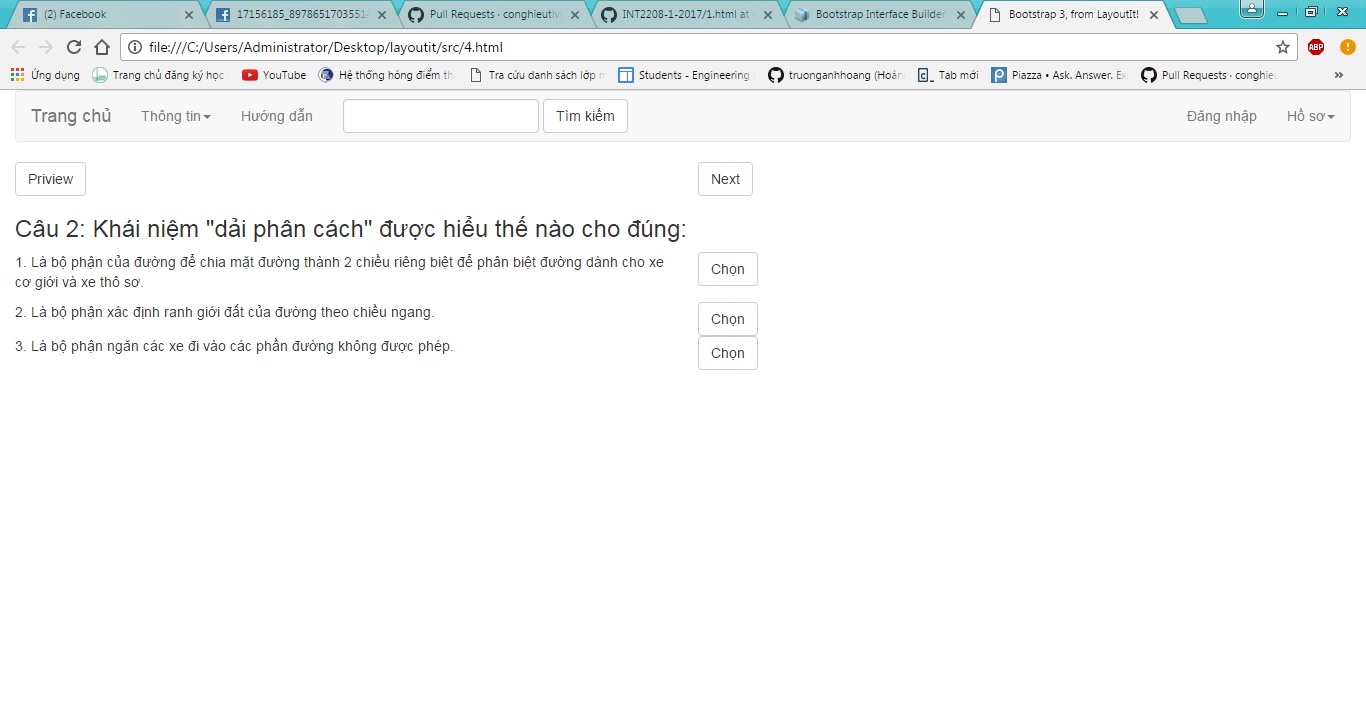 (2) Facebook
17156185_8978651703551
Pull Requests · conghieutlv
INT2208-1-2017/1.html at
Bootstrap Interface Builder
Bootstrap 3, from LayoutIt!
file:///C:/Users/Administrator/Desktop/layoutit/src/4.html
ABP
Ứng dụng
Trang chủ đăng ký học
YouTube
Hệ thống hỏng điểm th
Tra cứu danh sách lớp
Students - Engineering
truonganhhoang (Hoàn
Tab mới
Piazza • Ask. Answer. Ex
Pull Requests · conghieu
»
Trang chủ
Thông tin
Hướng dẫn
Tìm kiếm
Đăng nhập
Hồ sơ
Priview
Next
Câu 2: Khái niệm "dải phân cách" được hiểu thế nào cho đúng:
1. Là bộ phận của đường để chia mặt đường thành 2 chiều riêng biệt để phân biệt đường dành cho xe
cơ giới và xe thô sơ.
Chọn
2. Là bộ phận xác định ranh giới đất của đường theo chiều ngang.
Chọn
3. Là bộ phận ngăn các xe đi vào các phần đường không được phép.
Chọn